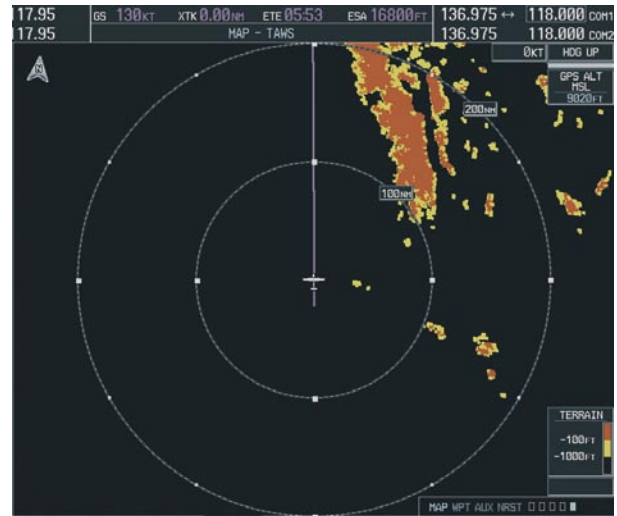 17.95 GS 130KT XTK 0.00NM ETE 05:53 ESA 16800FT 136.975 ↔ 118.000 COM1
17.95 MAP - TAWS 136.975 118.000 COM2
0KT HDG UP
N
GPS ALT
MSL
9020FT
200NM
100NM
TERRAIN
-100FT
-1000FT
MAP WPT AUX NRST